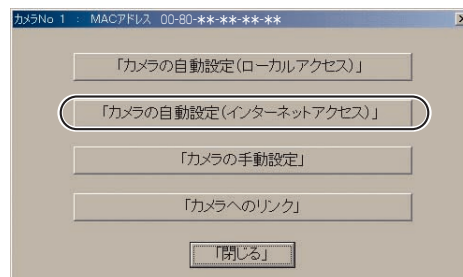 カメラNo 1 : MACアドレス 00-80-**-**-**-**
「カメラの自動設定(ローカルアクセス)」
「カメラの自動設定(インターネットアクセス)」
「カメラの手動設定」
「カメラへのリンク」
「閉じる」